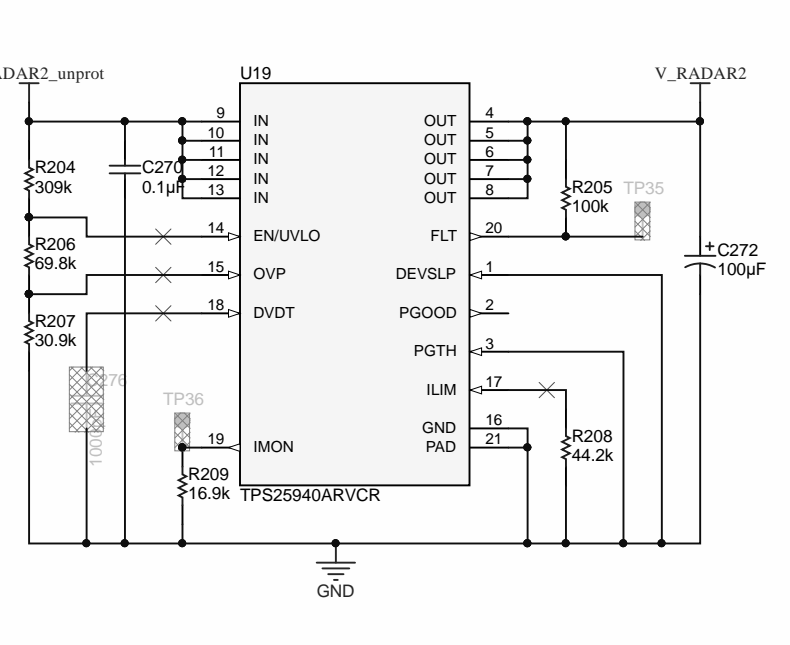 ADAR2_unprot
U19
V_RADAR2
9 IN OUT 4
10 IN OUT 5
11 IN OUT 6
12 IN OUT 7
13 IN OUT 8
R204
309k
C270
0.1µF
R205
100k
TP35
14 EN/UVLO FLT 20
R206
69.8k
15 OVP DEVSLP 1
C272
100µF
+
18 DVDT PGOOD 2
R207
30.9k
PGTH 3
C276
TP36
ILIM 17
GND 16
19 IMON PAD 21
R208
44.2k
R209
16.9k
TPS25940ARVCR
GND